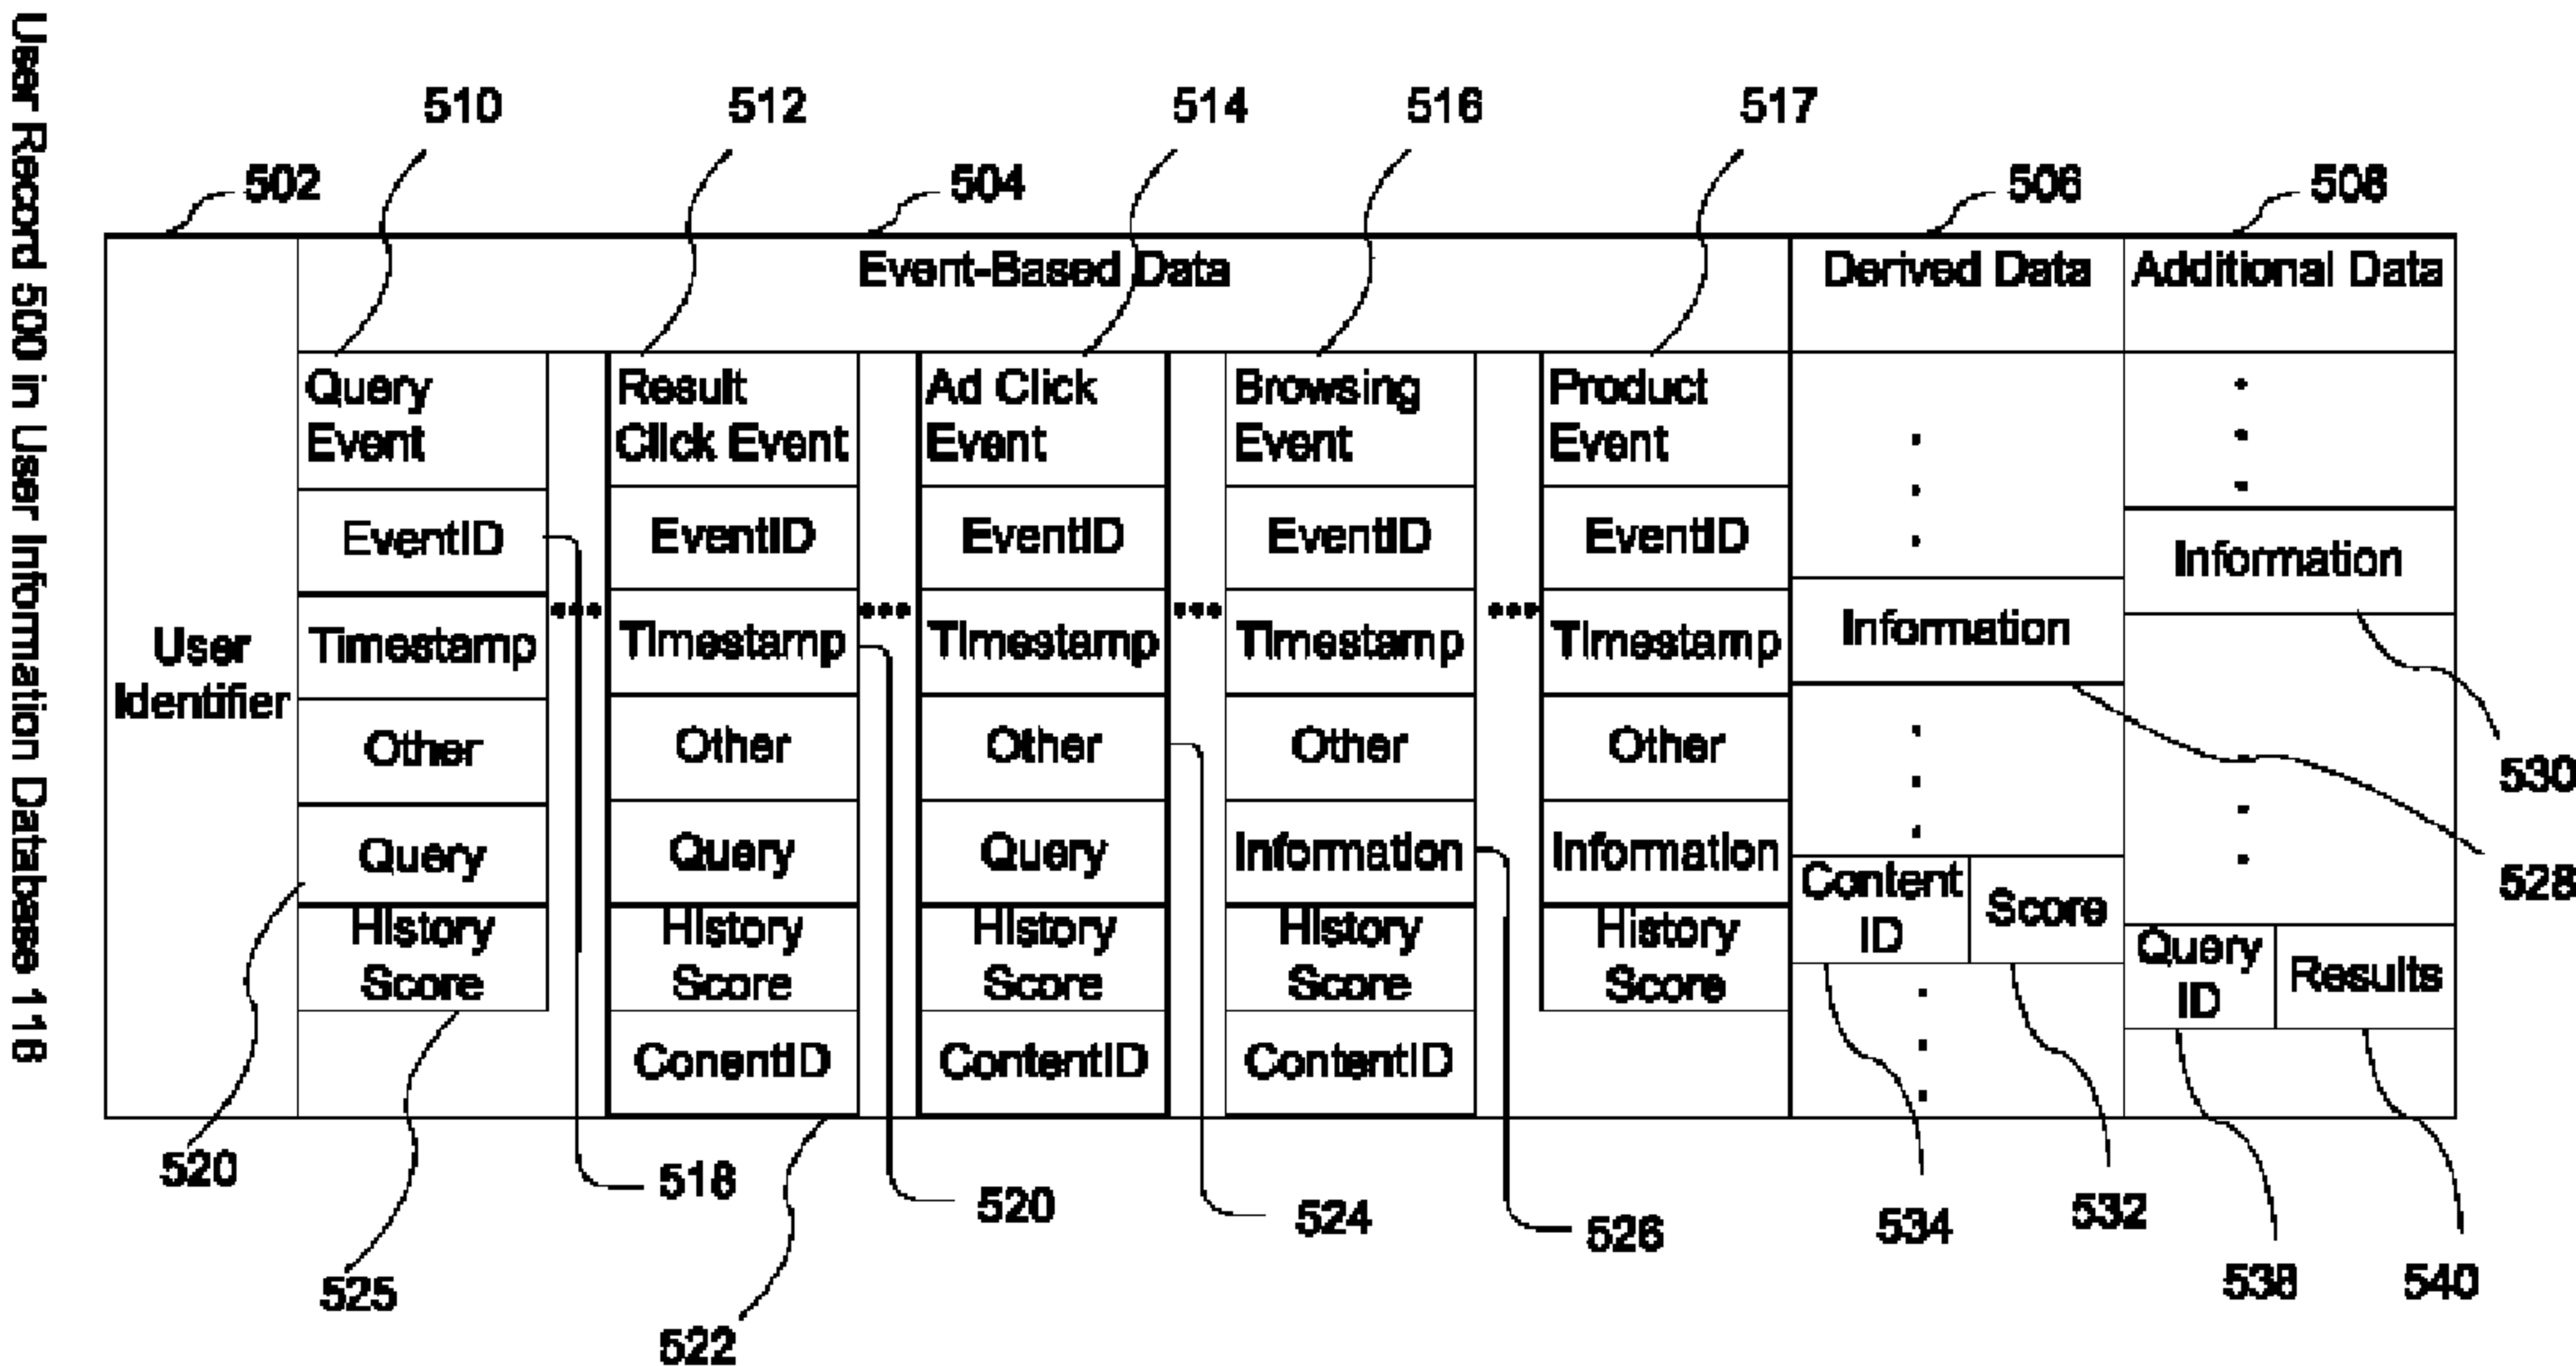 User Record 500 in User Information Database 118
510
512
514
516
517
502
504
506
508
Event-Based Data
Derived Data
Additional Data
User
Identifier
Query
Event
EventID
Timestamp
Other
Query
History
Score
...
Result
Click Event
EventID
Timestamp
Other
Query
History
Score
ConentID
...
Ad Click
Event
EventID
Timestamp
Other
Query
History
Score
ContentID
...
Browsing
Event
EventID
Timestamp
Other
Information
History
Score
ContentID
...
Product
Event
EventID
Timestamp
Other
Information
History
Score
Information
Content
ID
Score
Information
Query
ID
Results
530
528
520
518
520
524
526
534
532
538
540
525
522